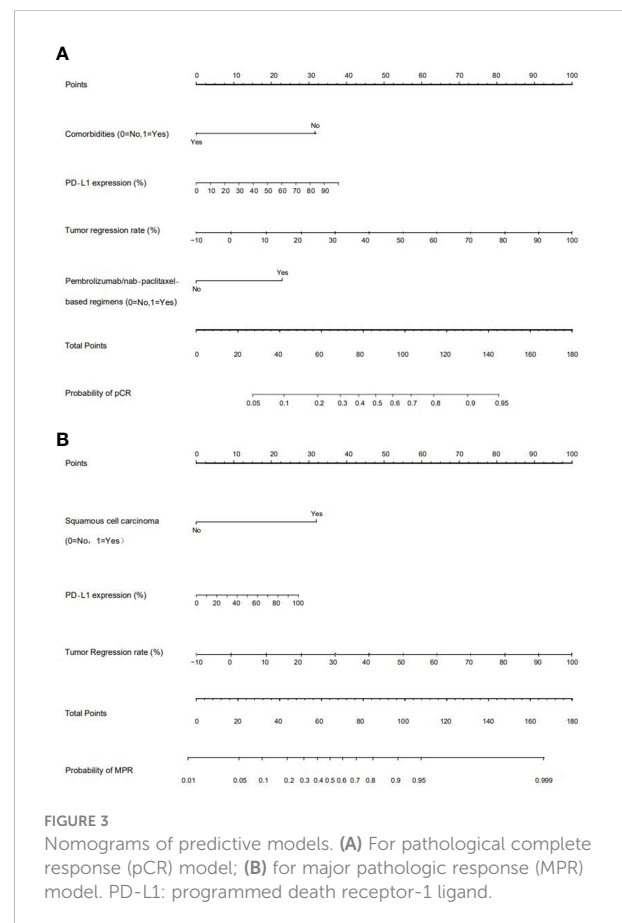 A
Points
0 10 20 30 40 50 60 70 80 90 100
Comorbidities (0=No,1=Yes)
No
Yes
PD-L1 expression (%)
0 10 20 30 40 50 60 70 80 90
Tumor regression rate (%)
−10 0 10 20 30 40 50 60 70 80 90 100
Pembrolizumab/nab-paclitaxel-
based regimens (0=No,1=Yes)
Yes
No
Total Points
0 20 40 60 80 100 120 140 160 180
Probability of pCR
0.05 0.1 0.2 0.3 0.4 0.5 0.6 0.7 0.8 0.9 0.95
B
Points
0 10 20 30 40 50 60 70 80 90 100
Squamous cell carcinoma
(0=No，1=Yes）
Yes
No
PD-L1 expression (%)
0 20 40 60 80 100
Tumor Regression rate (%)
−10 0 10 20 30 40 50 60 70 80 90 100
Total Points
0 20 40 60 80 100 120 140 160 180
Probability of MPR
0.01 0.05 0.1 0.2 0.3 0.4 0.5 0.6 0.7 0.8 0.9 0.95 0.999
FIGURE 3
Nomograms of predictive models. (A) For pathological complete
response (pCR) model; (B) for major pathologic response (MPR)
model. PD-L1: programmed death receptor-1 ligand.